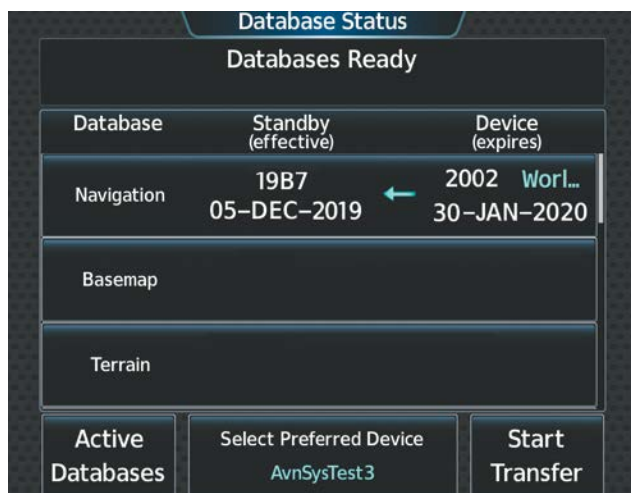 Database Status
Databases Ready
Database Standby Device
(effective) (expires)
Navigation 19B7 ← 2002 Worl...
05-DEC-2019 30-JAN-2020
Basemap
Terrain
Active Select Preferred Device Start
Databases AvnSysTest3 Transfer